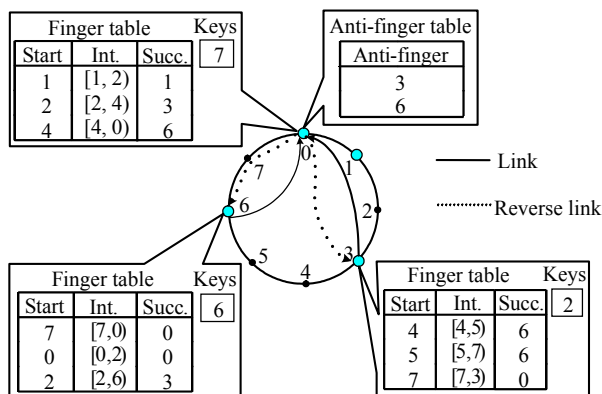 Finger table Keys
Start Int. Succ. 7
1 [1, 2) 1
2 [2, 4) 3
4 [4, 0) 6
Anti-finger table
Anti-finger
3
6
0
1
2
3
4
5
6
7
Link
Reverse link
Finger table Keys
Start Int. Succ. 6
7 [7,0) 0
0 [0,2) 0
2 [2,6) 3
Finger table Keys
Start Int. Succ. 2
4 [4,5) 6
5 [5,7) 6
7 [7,3) 0